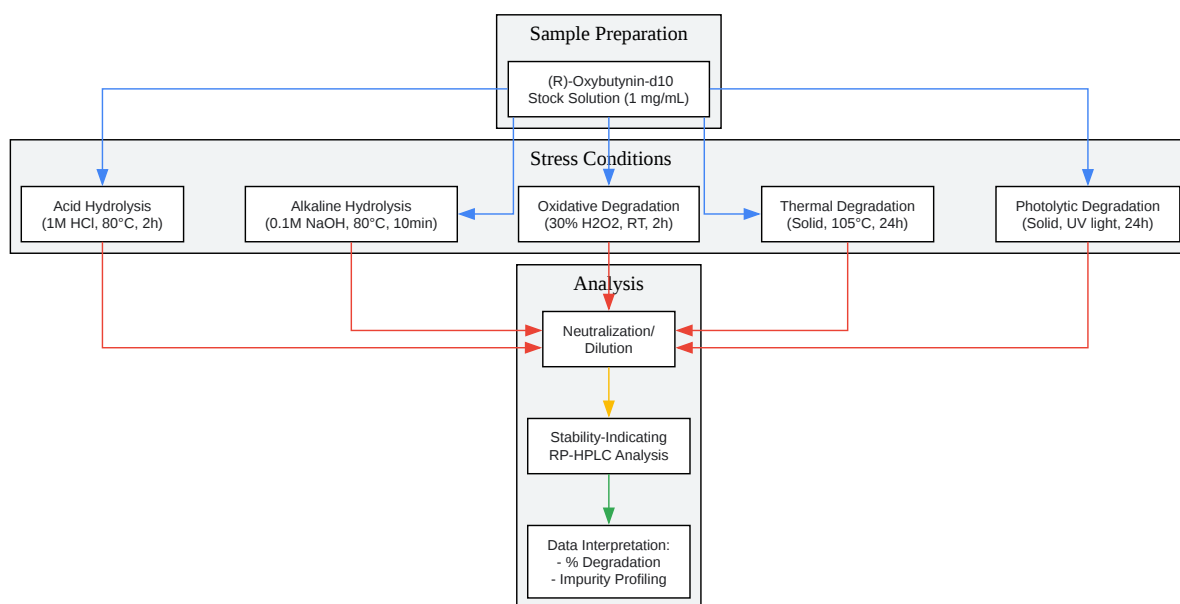 Sample Preparation
(R)-Oxybutynin-d10
Stock Solution (1 mg/mL)
Stress Conditions
Acid Hydrolysis
(1M HCl, 80°C, 2h)
Alkaline Hydrolysis
(0.1M NaOH, 80°C, 10min)
Oxidative Degradation
(30% H2O2, RT, 2h)
Thermal Degradation
(Solid, 105°C, 24h)
Photolytic Degradation
(Solid, UV light, 24h)
Analysis
Neutralization/
Dilution
Stability-Indicating
RP-HPLC Analysis
Data Interpretation:
- % Degradation
- Impurity Profiling